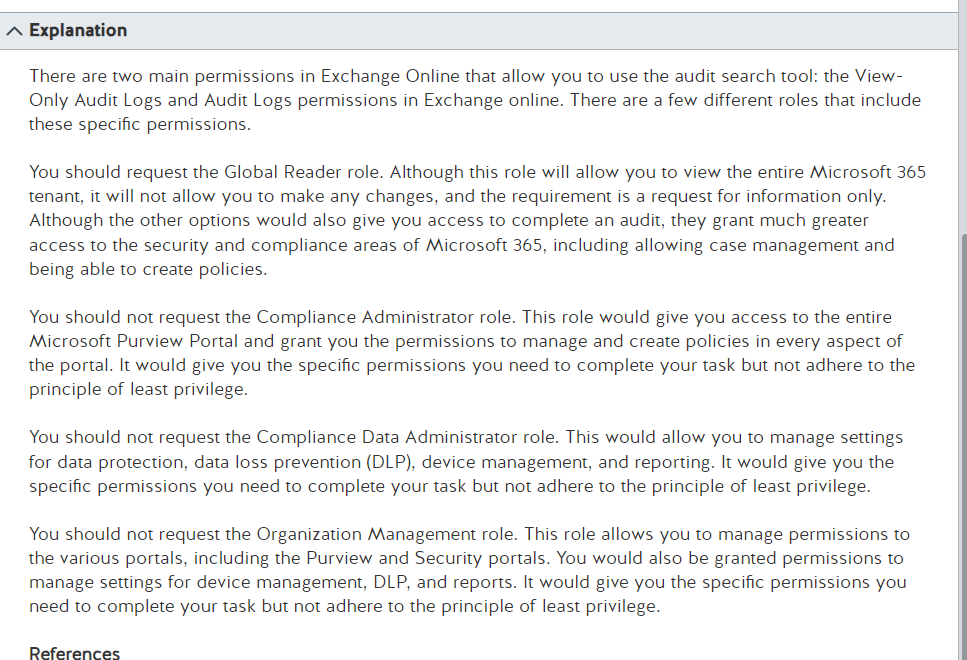 Explanation
There are two main permissions in Exchange Online that allow you to use the audit search tool: the View-
Only Audit Logs and Audit Logs permissions in Exchange online. There are a few different roles that include
these specific permissions.
You should request the Global Reader role. Although this role will allow you to view the entire Microsoft 365
tenant, it will not allow you to make any changes, and the requirement is a request for information only.
Although the other options would also give you access to complete an audit, they grant much greater
access to the security and compliance areas of Microsoft 365, including allowing case management and
being able to create policies.
You should not request the Compliance Administrator role. This role would give you access to the entire
Microsoft Purview Portal and grant you the permissions to manage and create policies in every aspect of
the portal. It would give you the specific permissions you need to complete your task but not adhere to the
principle of least privilege.
You should not request the Compliance Data Administrator role. This would allow you to manage settings
for data protection, data loss prevention (DLP), device management, and reporting. It would give you the
specific permissions you need to complete your task but not adhere to the principle of least privilege.
You should not request the Organization Management role. This role allows you to manage permissions to
the various portals, including the Purview and Security portals. You would also be granted permissions to
manage settings for device management, DLP, and reports. It would give you the specific permissions you
need to complete your task but not adhere to the principle of least privilege.
References